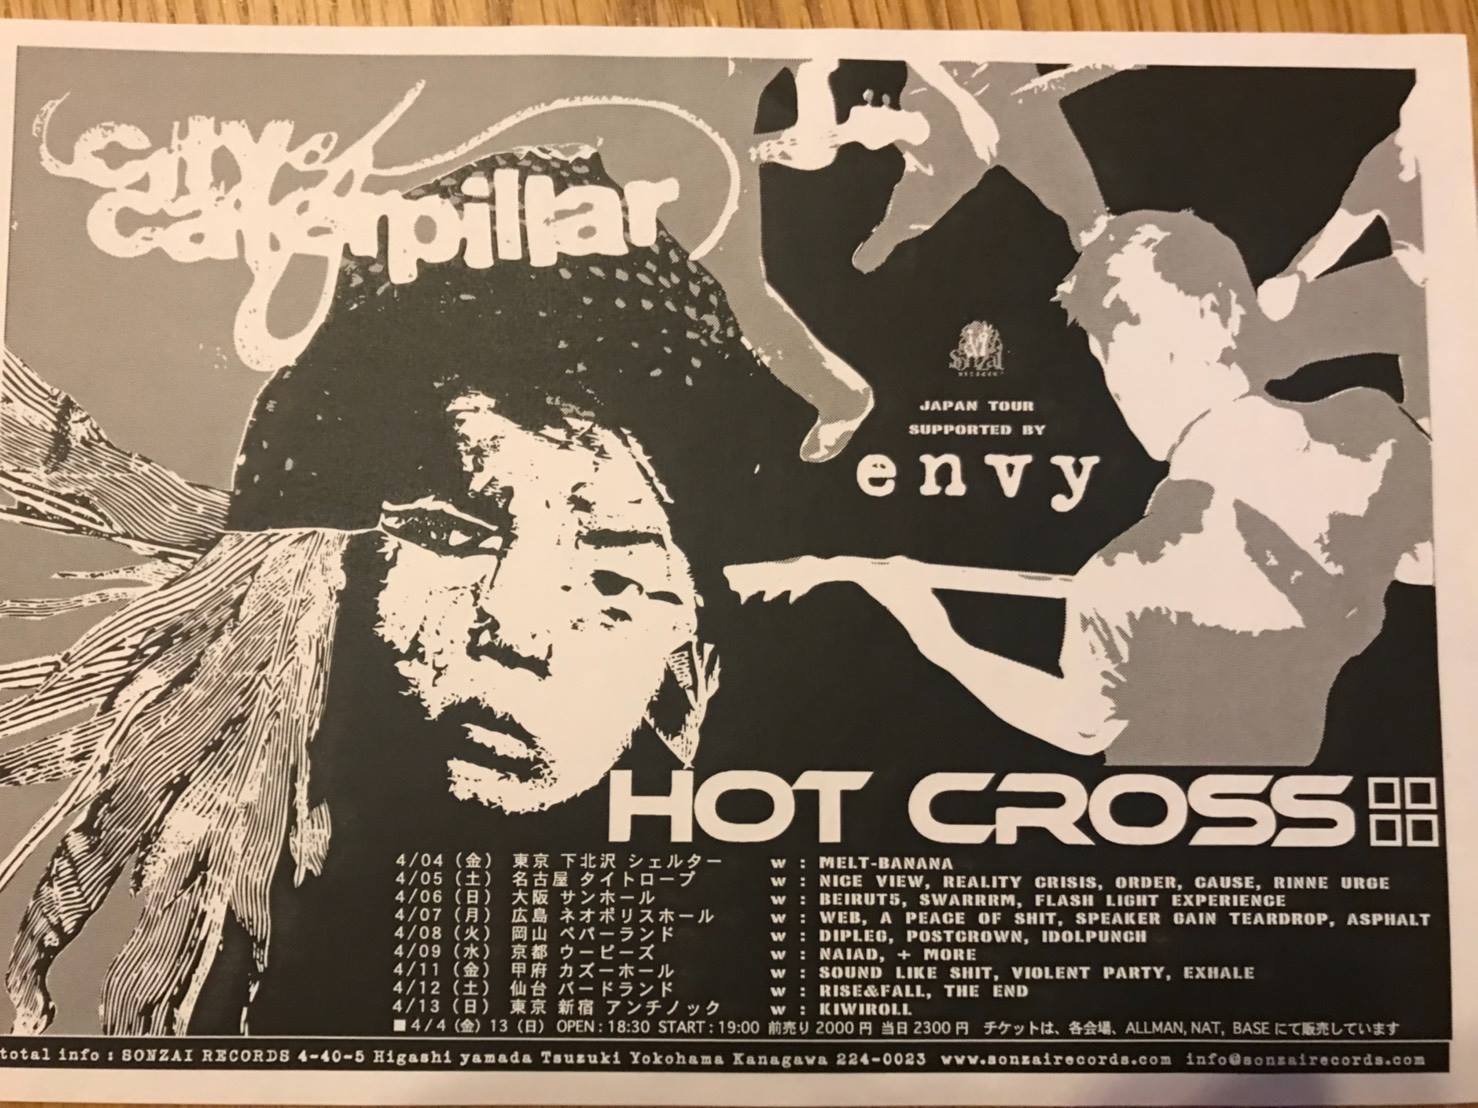 city of
caterpillar
sonzai
JAPAN TOUR
SUPPORTED BY
envy
HOT CROSS
4/04（金） 東京 下北沢 シェルター w : MELT-BANANA
4/05（土） 名古屋 タイトロープ w : NICE VIEW, REALITY CRISIS, ORDER, CAUSE, RINNE URGE
4/06（日） 大阪 サンホール w : BEIRUT5, SWARRRM, FLASH LIGHT EXPERIENCE
4/07（月） 広島 ネオポリスホール w : WEB, A PEACE OF SHIT, SPEAKER GAIN TEARDROP, ASPHALT
4/08（火） 岡山 ペパーランド w : DIPLEG, POSTGROWN, IDOLPUNCH
4/09（水） 京都 ウーピーズ w : NAIAD, + MORE
4/11（金） 甲府 カズーホール w : SOUND LIKE SHIT, VIOLENT PARTY, EXHALE
4/12（土） 仙台 バードランド w : RISE&FALL, THE END
4/13（日） 東京 新宿 アンチノック w : KIWIROLL
■4/4（金）13（日） OPEN : 18:30 START : 19:00 前売り 2000 円 当日 2300 円 チケットは、各会場、ALLMAN, NAT, BASE にて販売しています
total info : SONZAI RECORDS 4-40-5 Higashi yamada Tsuzuki Yokohama Kanagawa 224-0023 www.sonzairecords.com info@sonzairecords.com